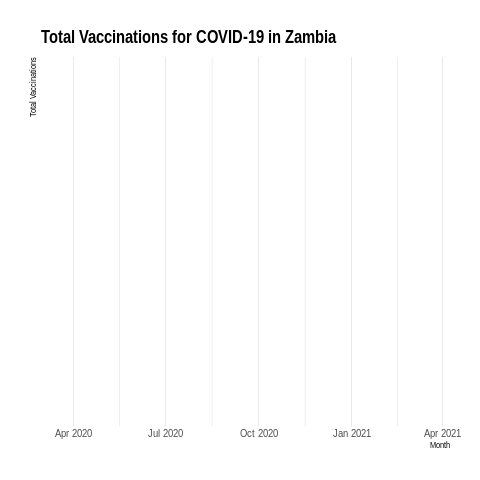 Total Vaccinations for COVID-19 in Zambia
Total Vaccinations
Apr 2020 Jul 2020 Oct 2020 Jan 2021 Apr 2021
Month